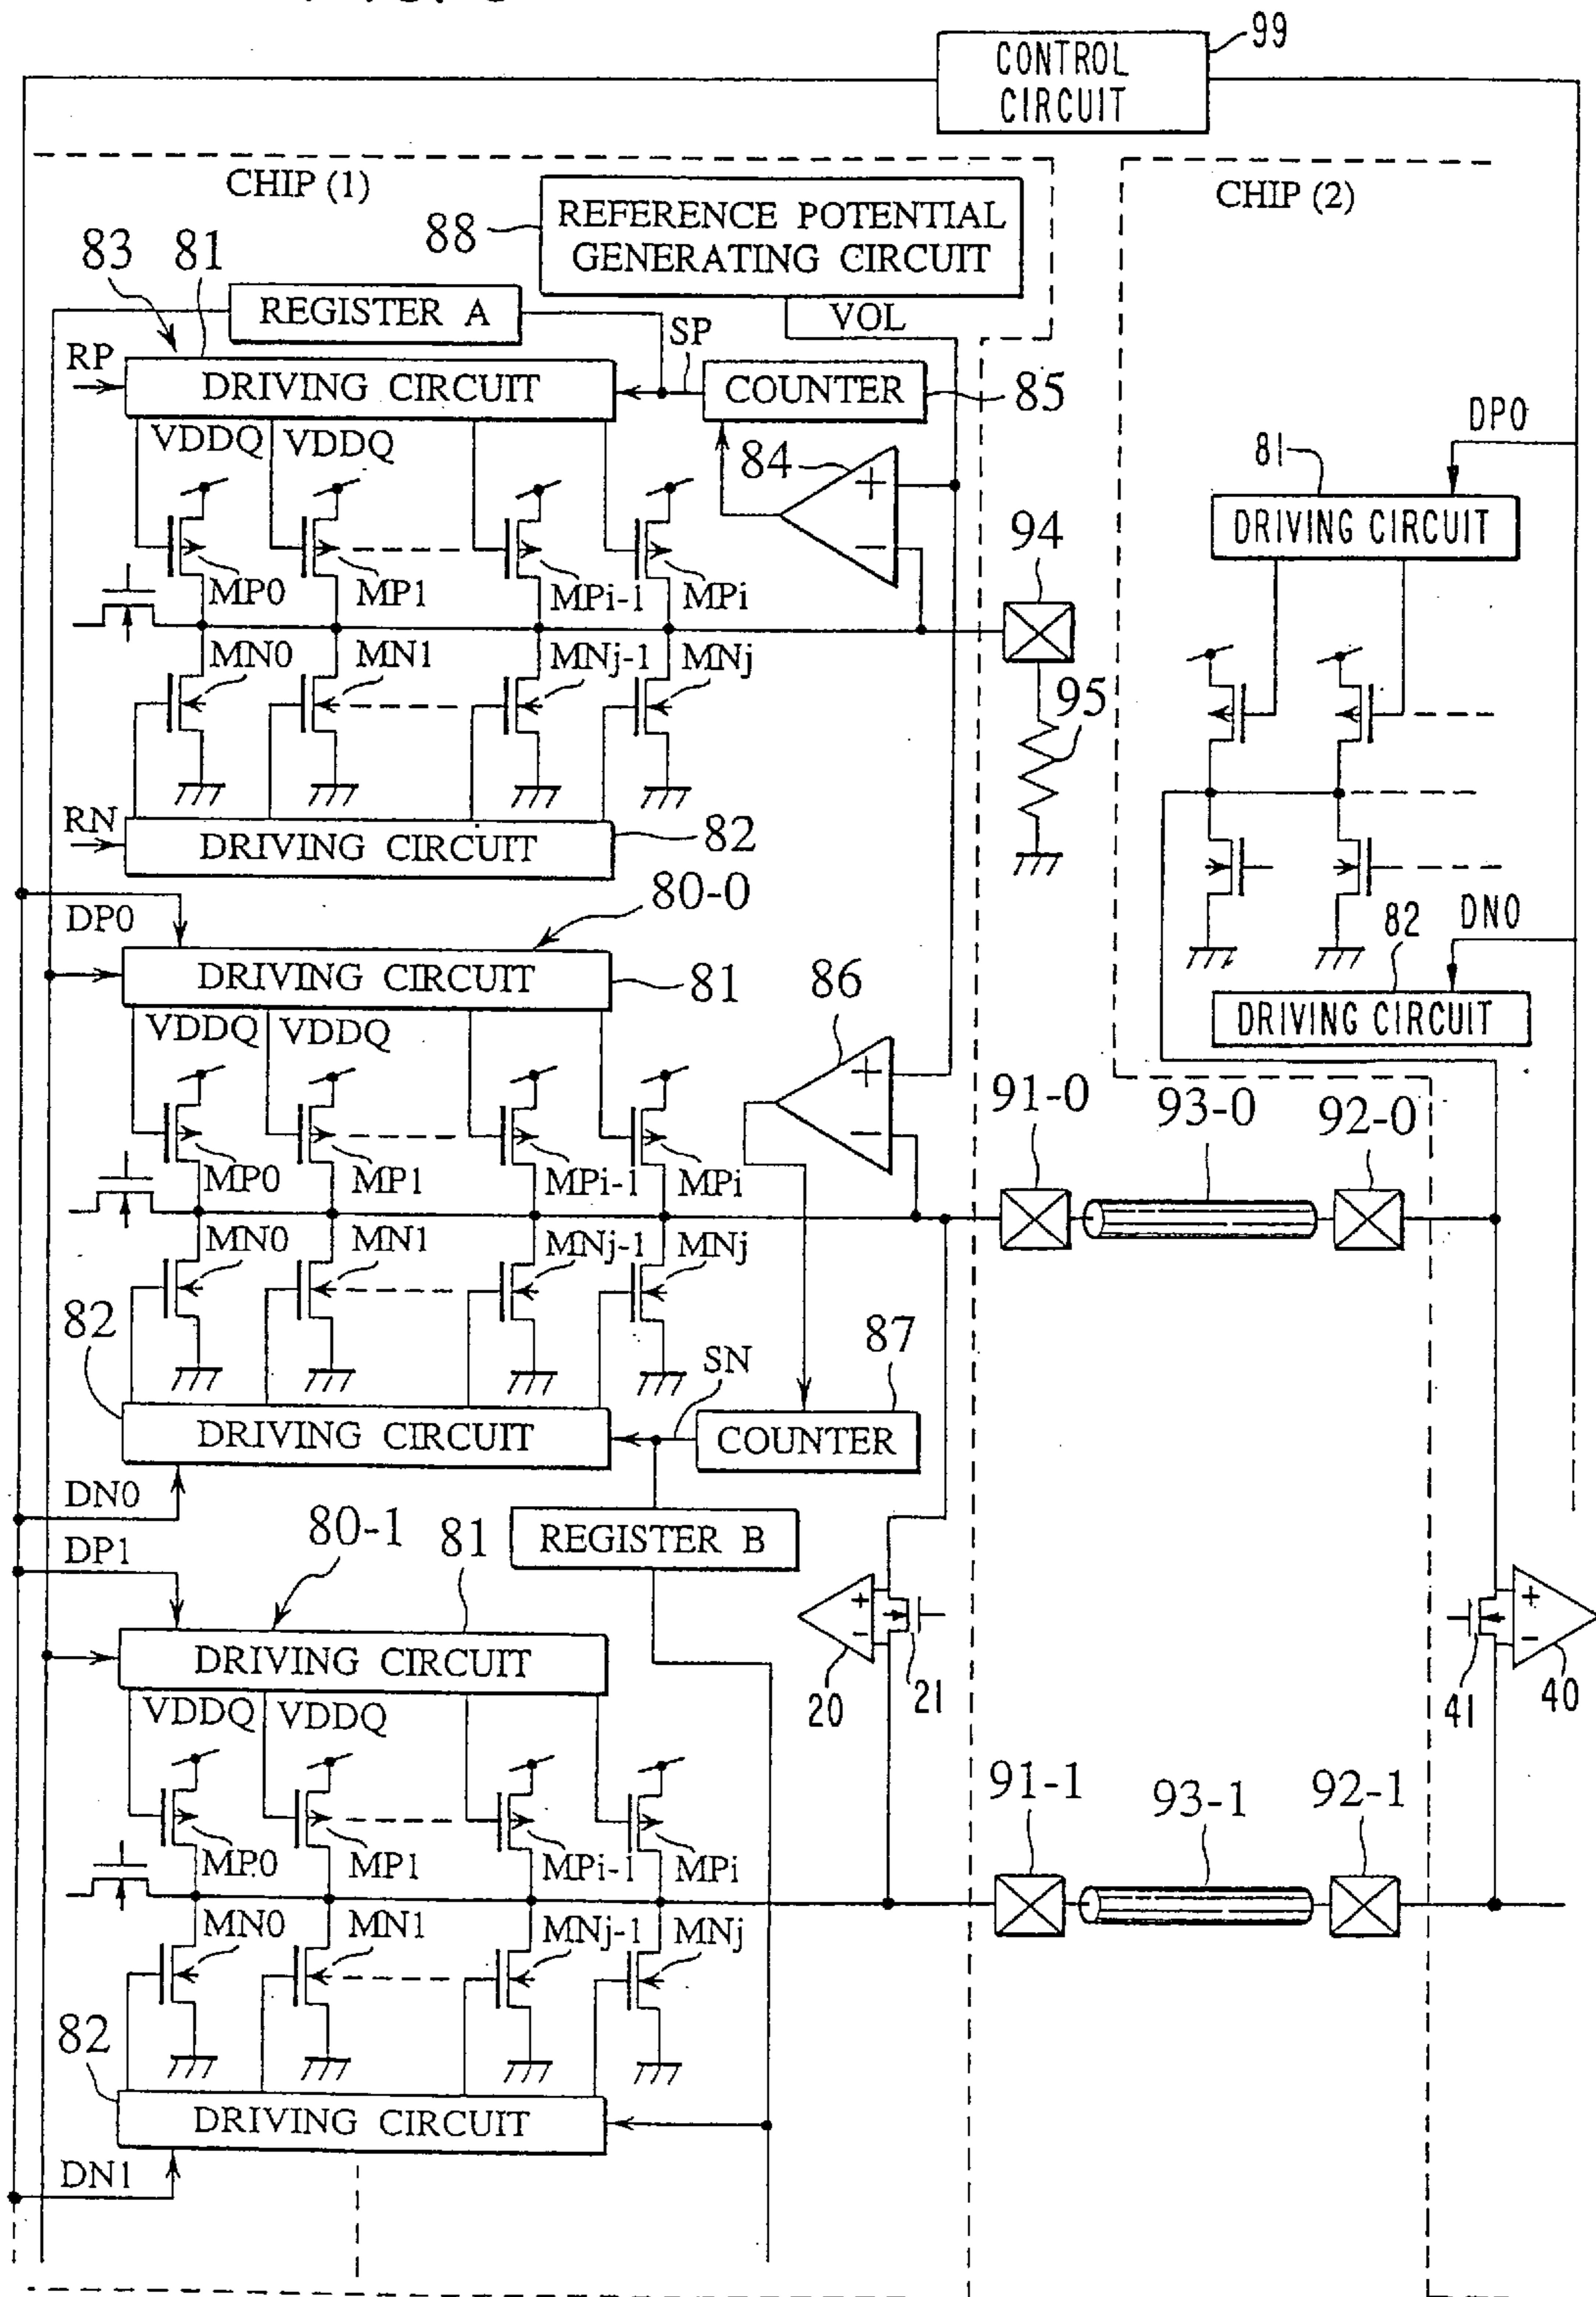 99
CONTROL
CIRCUIT
CHIP (1)
CHIP (2)
88
REFERENCE POTENTIAL
GENERATING CIRCUIT
83
81
REGISTER A
SP
VOL
RP
DRIVING CIRCUIT
COUNTER
85
VDDQ
VDDQ
84
+
−
DP0
81
DRIVING CIRCUIT
94
MP0
MP1
MPi-1
MPi
MN0
MN1
MNj-1
MNj
95
RN
DRIVING CIRCUIT
82
DP0
80-0
82
DN0
DRIVING CIRCUIT
81
86
DRIVING CIRCUIT
VDDQ
VDDQ
+
−
91-0
93-0
92-0
MP0
MP1
MPi-1
MPi
MN0
MN1
MNj-1
MNj
82
87
SN
DRIVING CIRCUIT
COUNTER
DN0
80-1
81
REGISTER B
DP1
DRIVING CIRCUIT
+
−
20
21
+
−
41
40
VDDQ
VDDQ
91-1
93-1
92-1
MP0
MP1
MPi-1
MPi
MN0
MN1
MNj-1
MNj
82
DRIVING CIRCUIT
DN1